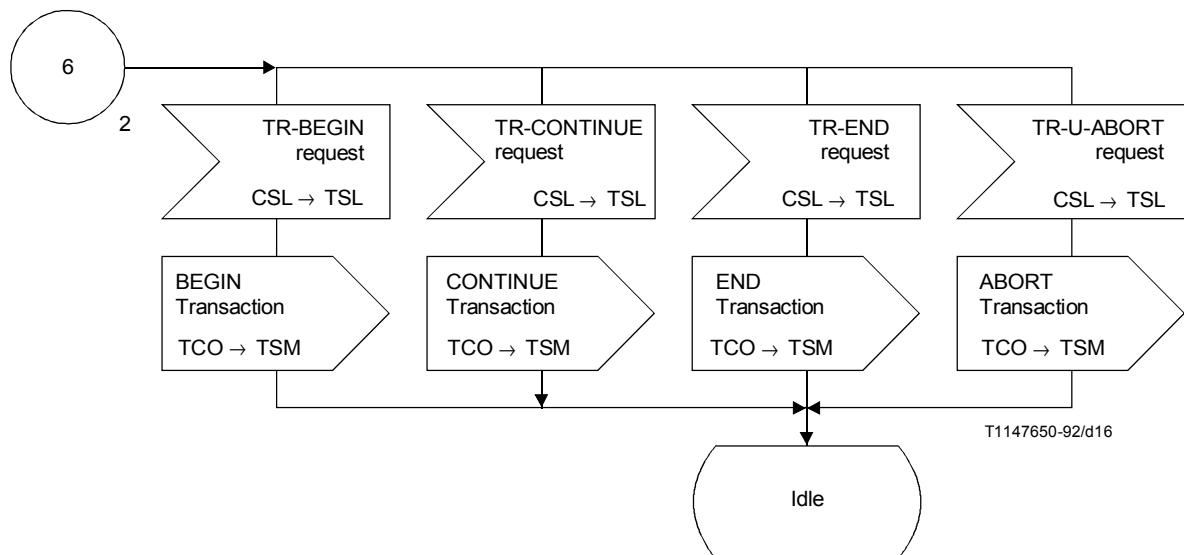 6
2
TR-BEGIN
request
CSL → TSL
TR-CONTINUE
request
CSL → TSL
TR-END
request
CSL → TSL
TR-U-ABORT
request
CSL → TSL
BEGIN
Transaction
TCO → TSM
CONTINUE
Transaction
TCO → TSM
END
Transaction
TCO → TSM
ABORT
Transaction
TCO → TSM
T1147650-92/d16
Idle